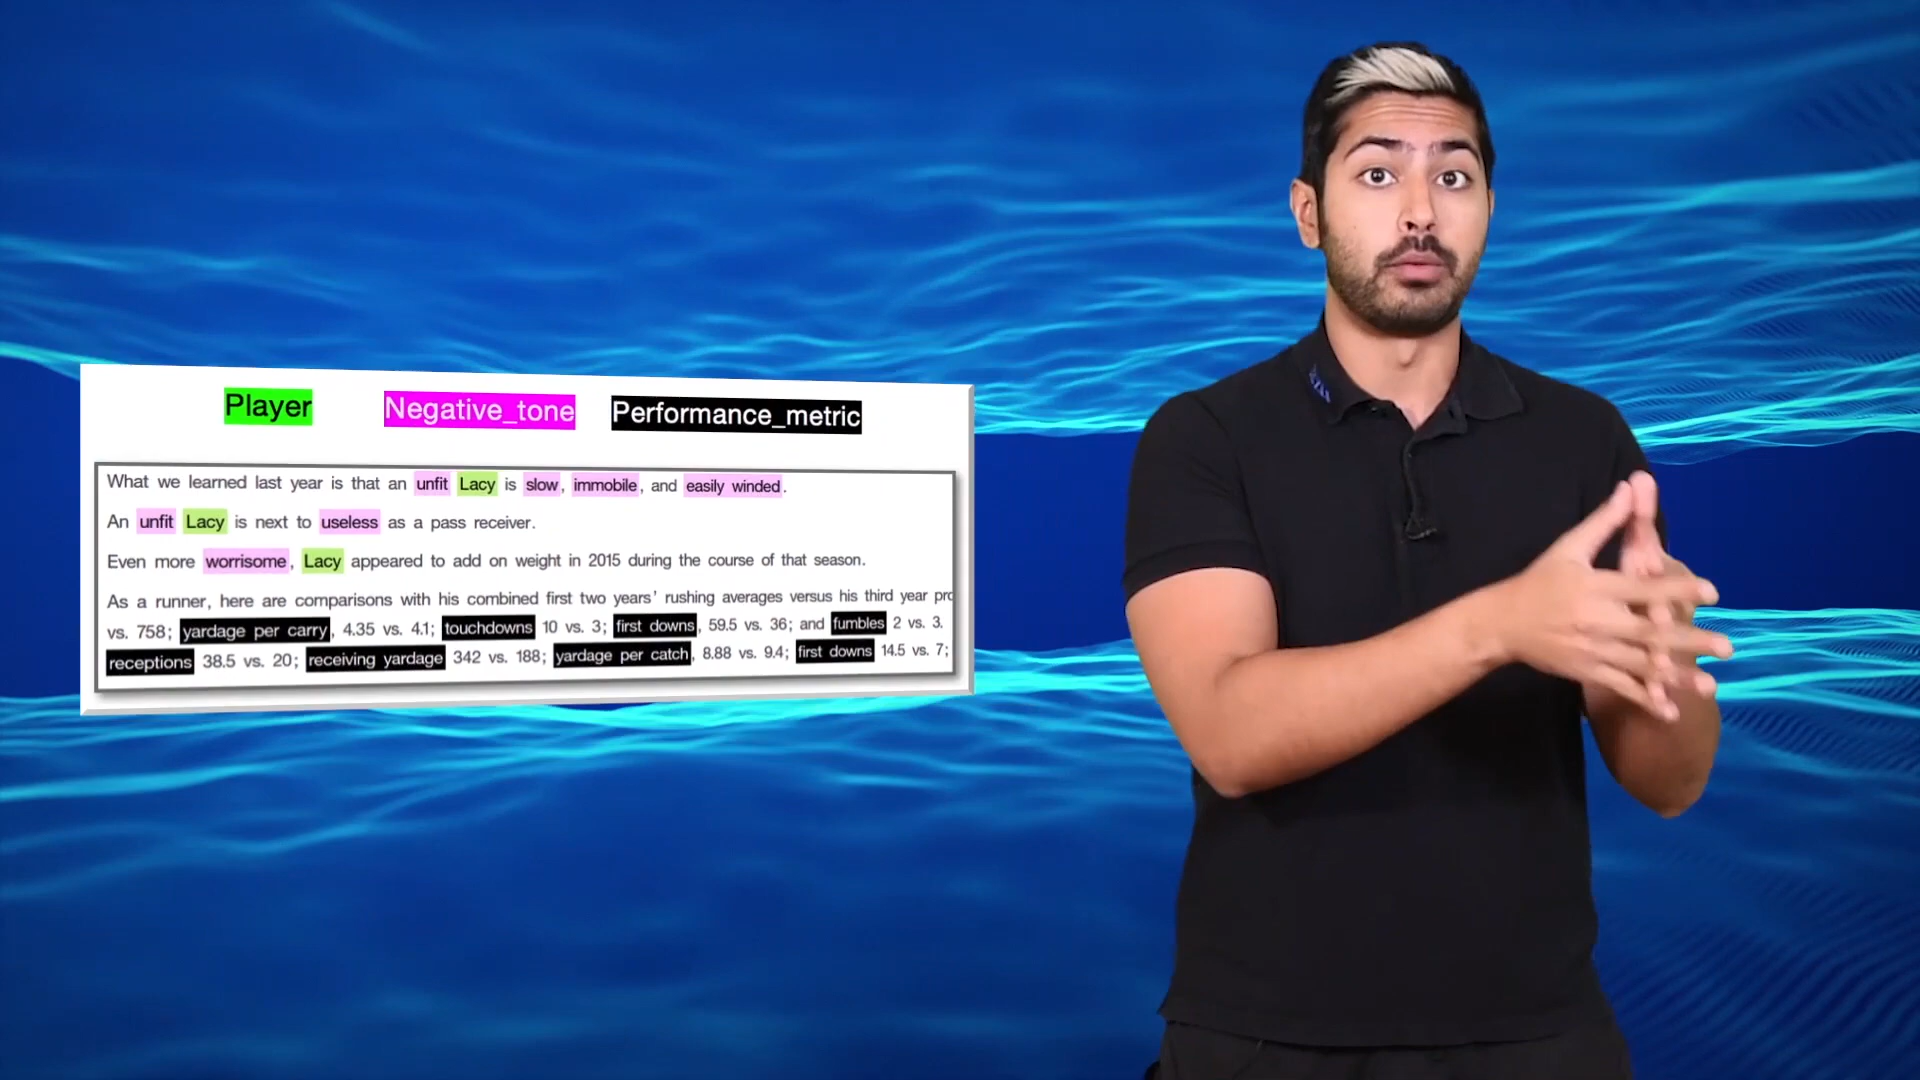 Player Negative_tone Performance_metric
What we learned last year is that an unfit Lacy is slow, immobile, and easily winded.
An unfit Lacy is next to useless as a pass receiver.
Even more worrisome, Lacy appeared to add on weight in 2015 during the course of that season.
As a runner, here are comparisons with his combined first two years' rushing averages versus his third year pro
vs. 758; yardage per carry, 4.35 vs. 4.1; touchdowns 10 vs. 3; first downs, 59.5 vs. 36; and fumbles 2 vs. 3.
receptions 38.5 vs. 20; receiving yardage 342 vs. 188; yardage per catch, 8.88 vs. 9.4; first downs 14.5 vs. 7;